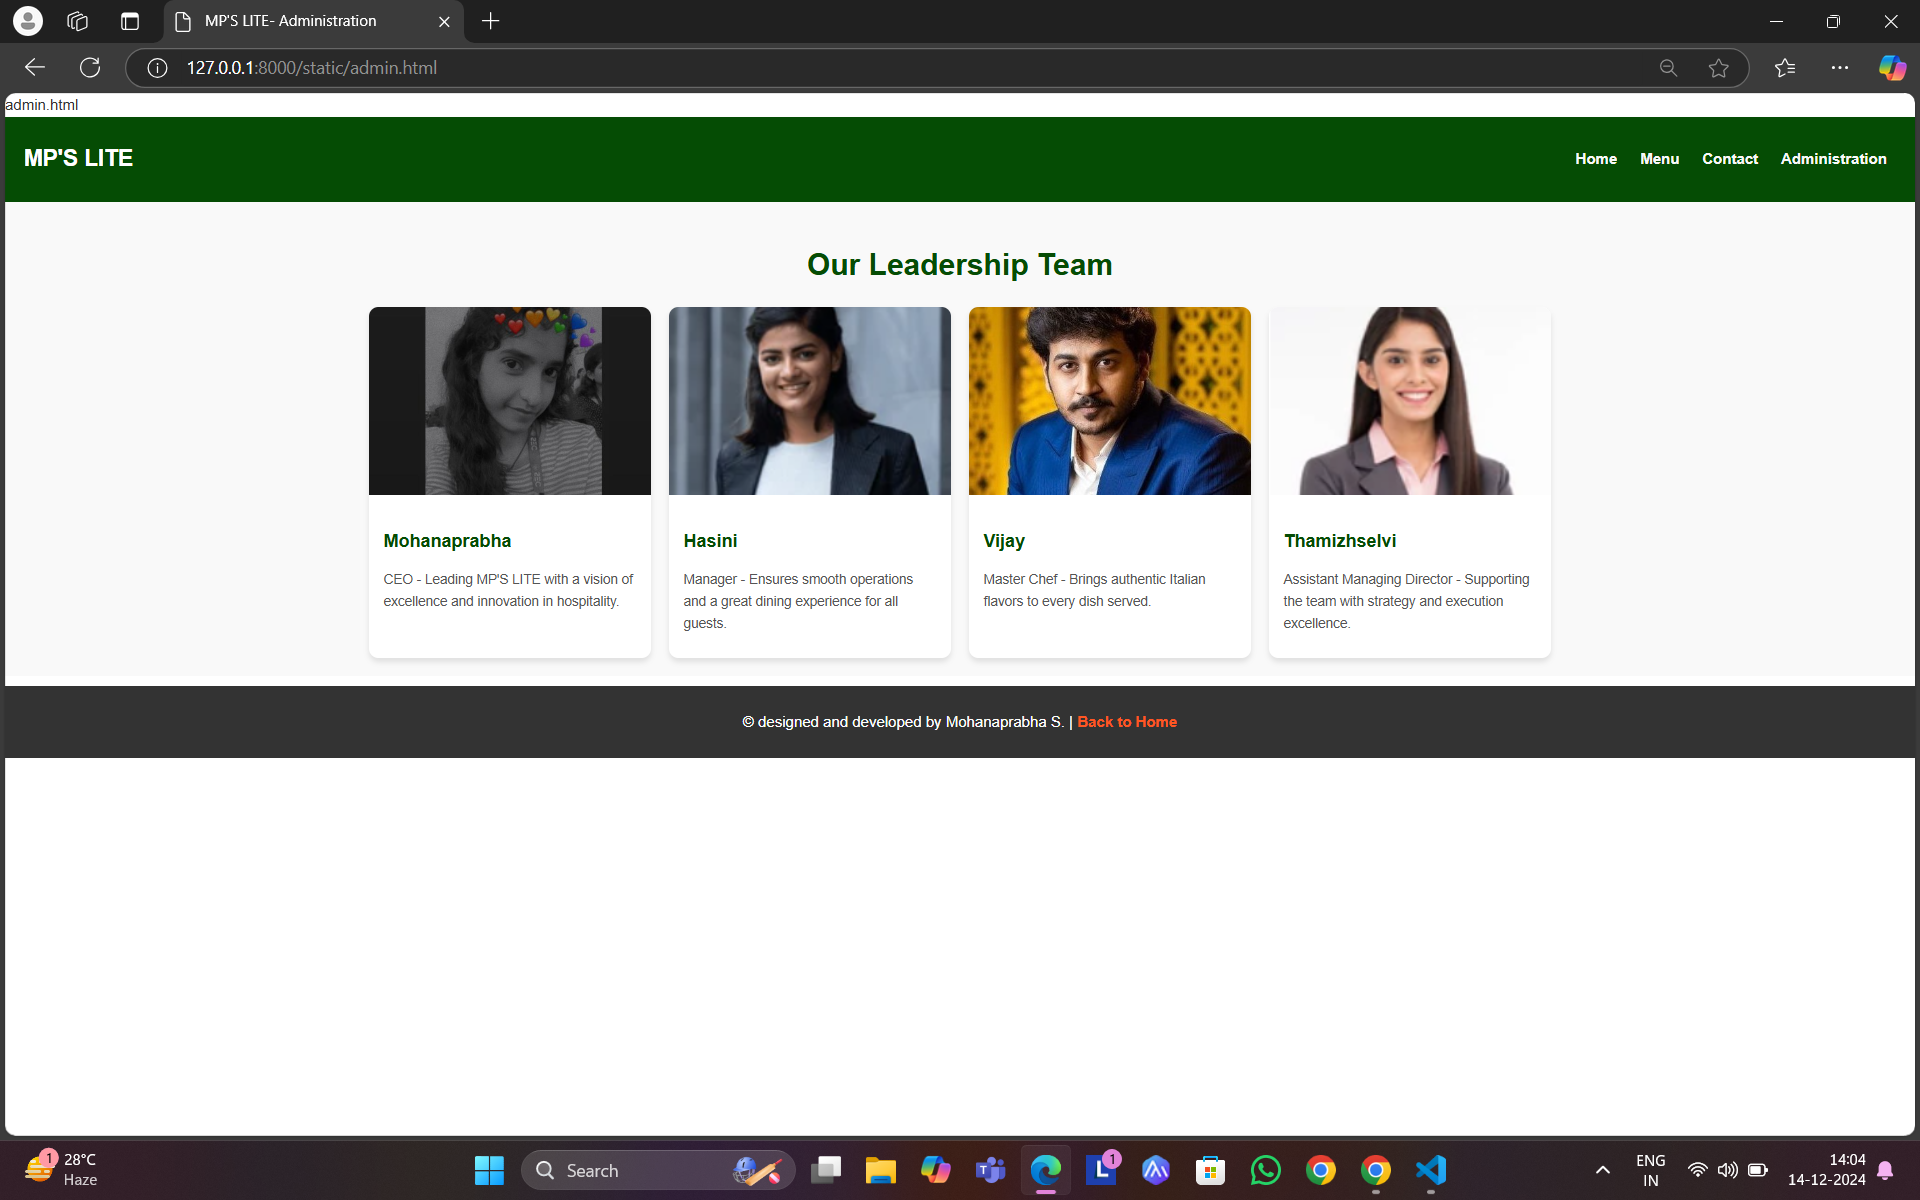 MP'S LITE- Administration
127.0.0.1:8000/static/admin.html
admin.html
MP'S LITE
Home Menu Contact Administration
Our Leadership Team
Mohanaprabha
CEO - Leading MP'S LITE with a vision of
excellence and innovation in hospitality.
Hasini
Manager - Ensures smooth operations
and a great dining experience for all
guests.
Vijay
Master Chef - Brings authentic Italian
flavors to every dish served.
Thamizhselvi
Assistant Managing Director - Supporting
the team with strategy and execution
excellence.
© designed and developed by Mohanaprabha S. | Back to Home
1
28°C
Haze
Search
L
1
ENG
IN
14:04
14-12-2024